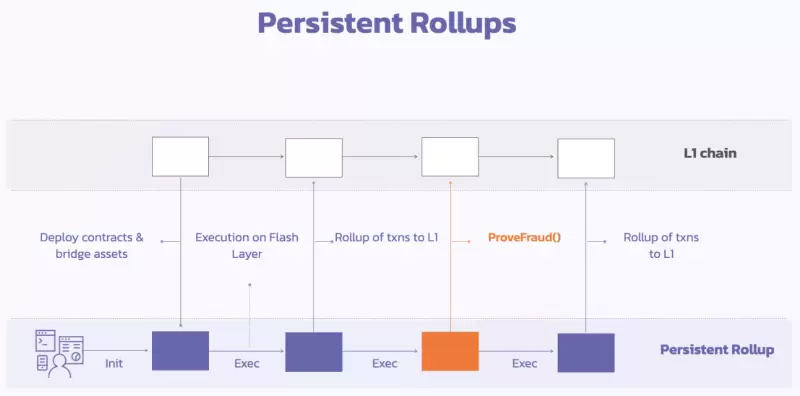 Persistent Rollups
L1 chain
Deploy contracts &
bridge assets
Execution on Flash
Layer
Rollup of txns to L1
ProveFraud()
Rollup of txns
to L1
Init
Exec
Exec
Exec
Persistent Rollup